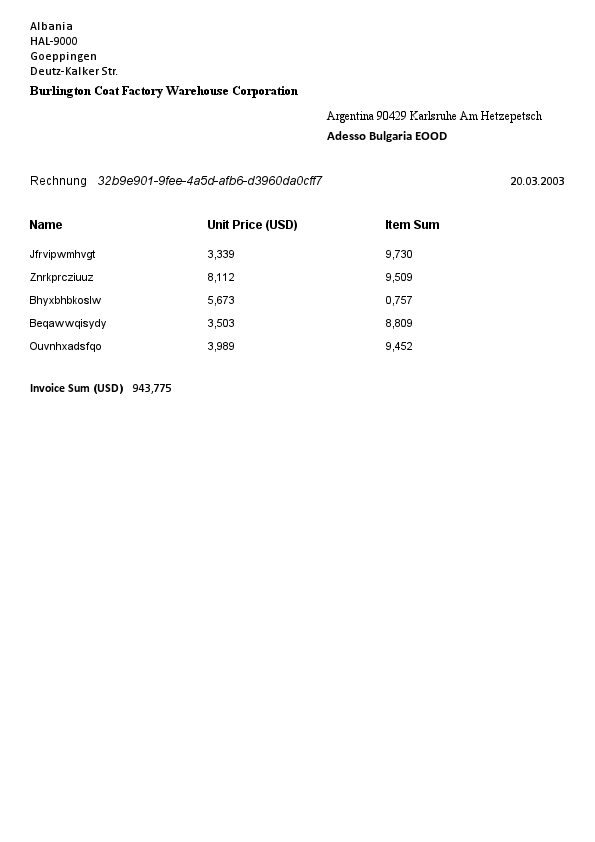 Albania
HAL-9000
Goeppingen
Deutz-Kalker Str.
Burlington Coat Factory Warehouse Corporation
Argentina 90429 Karlsruhe Am Hetzepetsch
Adesso Bulgaria EOOD
Rechnung 32b9e901-9fee-4a5d-afb6-d3960da0cff7 20.03.2003
Name Unit Price (USD) Item Sum
Jfrvipwmhvgt 3,339 9,730
Znrkprcziuuz 8,112 9,509
Bhyxbhbkoslw 5,673 0,757
Beqawwqisydy 3,503 8,809
Ouvnhxadsfqo 3,989 9,452
Invoice Sum (USD) 943,775